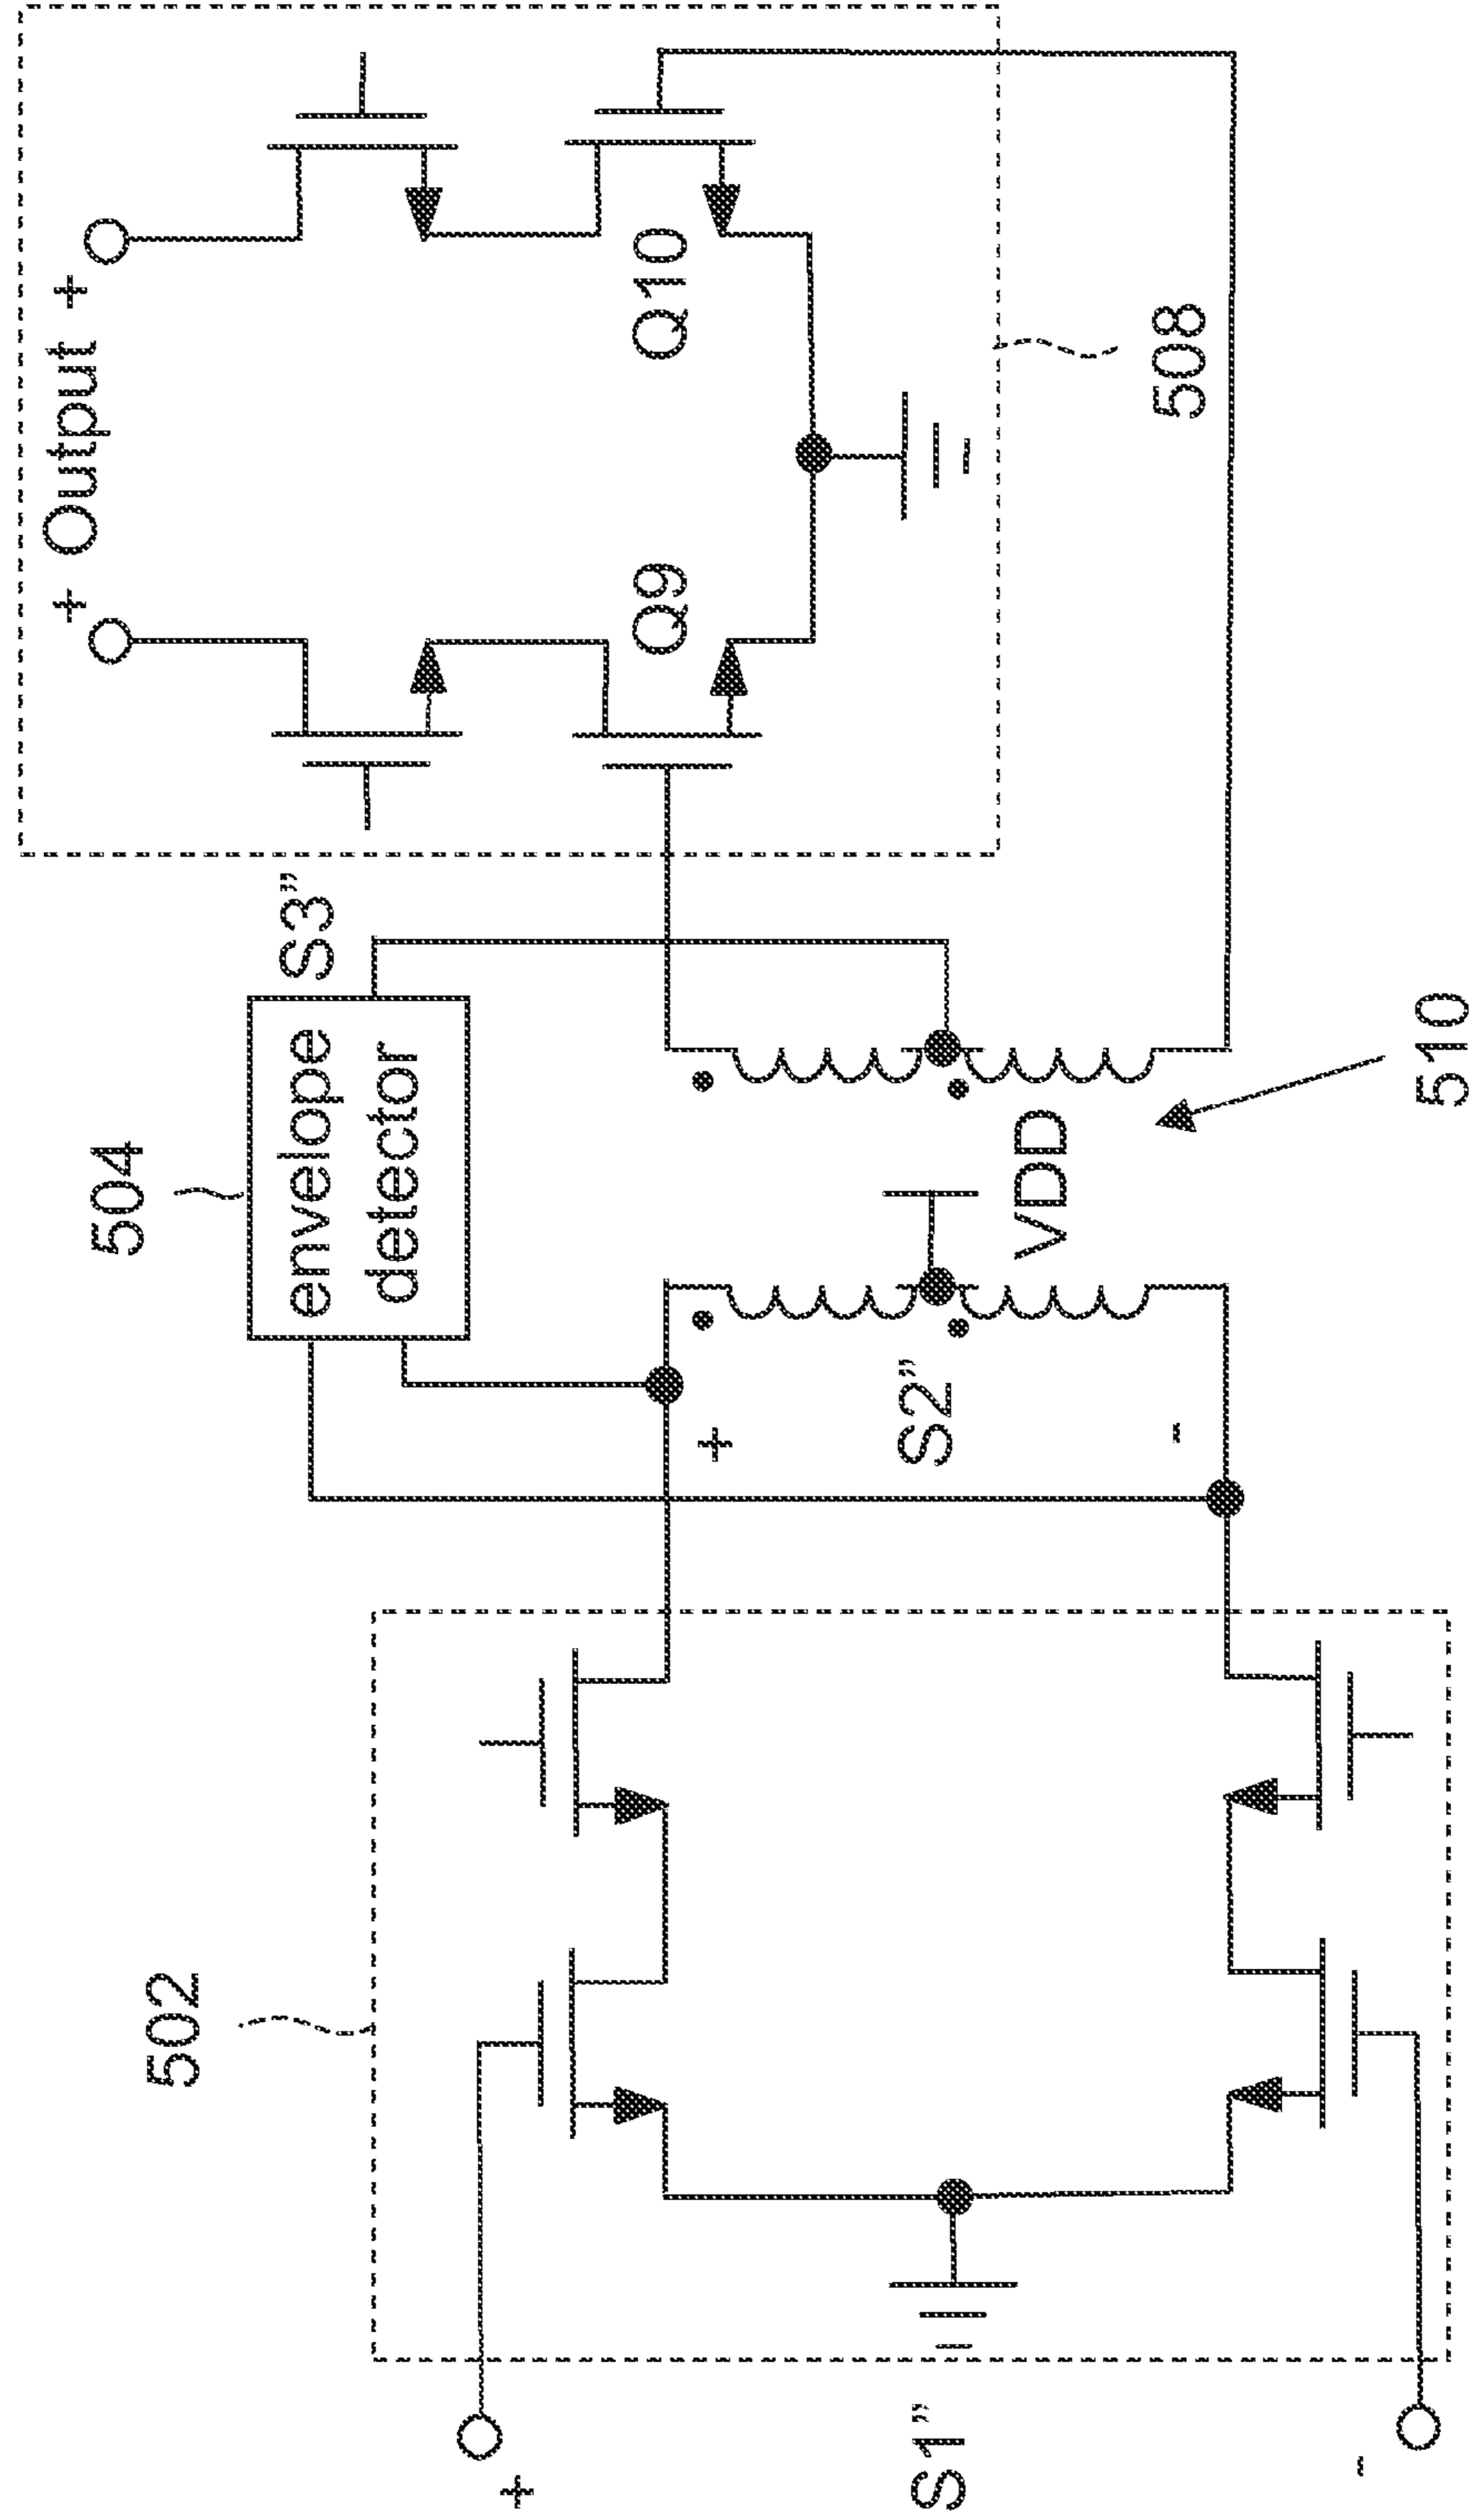 + Output +
504
envelope
detector
S3”
Q9
Q10
502
+
S2”
-
VDD
508
+
S1”
-
510